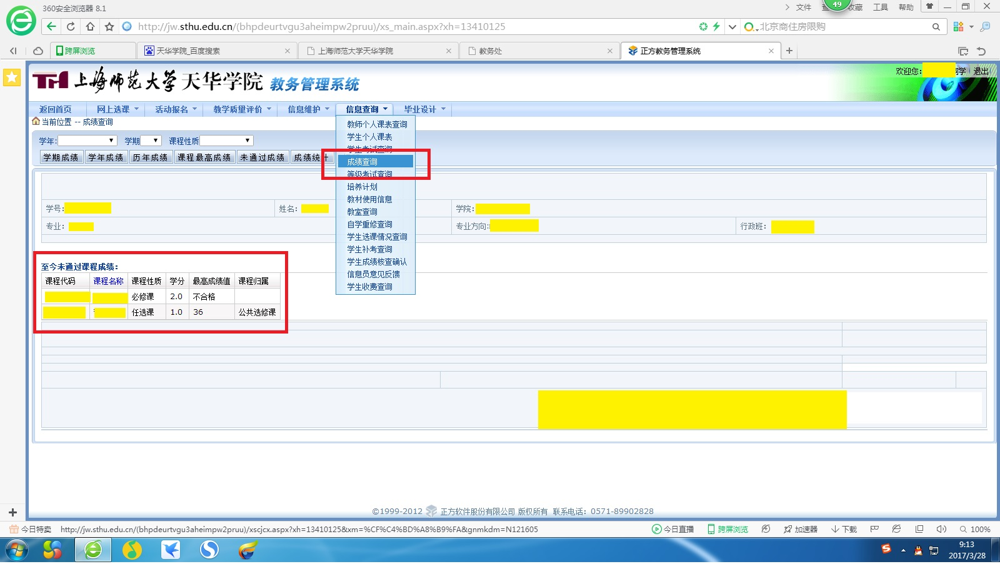 360安全浏览器 8.1
文件 收藏 工具 帮助
49
http://jw.sthu.edu.cn/(bhpdeurtvgu3aheimpw2pruu)/xs_main.aspx?xh=13410125
北京商住房限购
跨屏浏览
天华学院_百度搜索
上海师范大学天华学院
教务处
正方教务管理系统
上海师范大学天华学院 教务管理系统
欢迎您: 同学 退出
返回首页 网上选课 活动报名 教学质量评价 信息维护 信息查询 毕业设计
当前位置 -- 成绩查询
教师个人课表查询
学生个人课表
学生考试查询
成绩查询
等级考试查询
培养计划
教材使用信息
教室查询
自学重修查询
学生选课情况查询
学生补考查询
学生成绩核查确认
信息员意见反馈
学生收费查询
学年: 学期 课程性质
学期成绩 学年成绩 历年成绩 课程最高成绩 未通过成绩 成绩统计
学号: 姓名: 学院:
专业: 专业方向: 行政班:
至今未通过课程成绩:
课程代码 课程名称 课程性质 学分 最高成绩值 课程归属
必修课 2.0 不合格
任选课 1.0 36 公共选修课
©1999-2012 正方软件股份有限公司 版权所有 联系电话: 0571-89902828
今日特卖 http://jw.sthu.edu.cn/(bhpdeurtvgu3aheimpw2pruu)/xscjcx.aspx?xh=13410125&xm=%CF%C4%BD%A8%B9%FA&gnmkdm=N121605 今日直播 跨屏浏览 加速器 下载 100%
9:13
2017/3/28